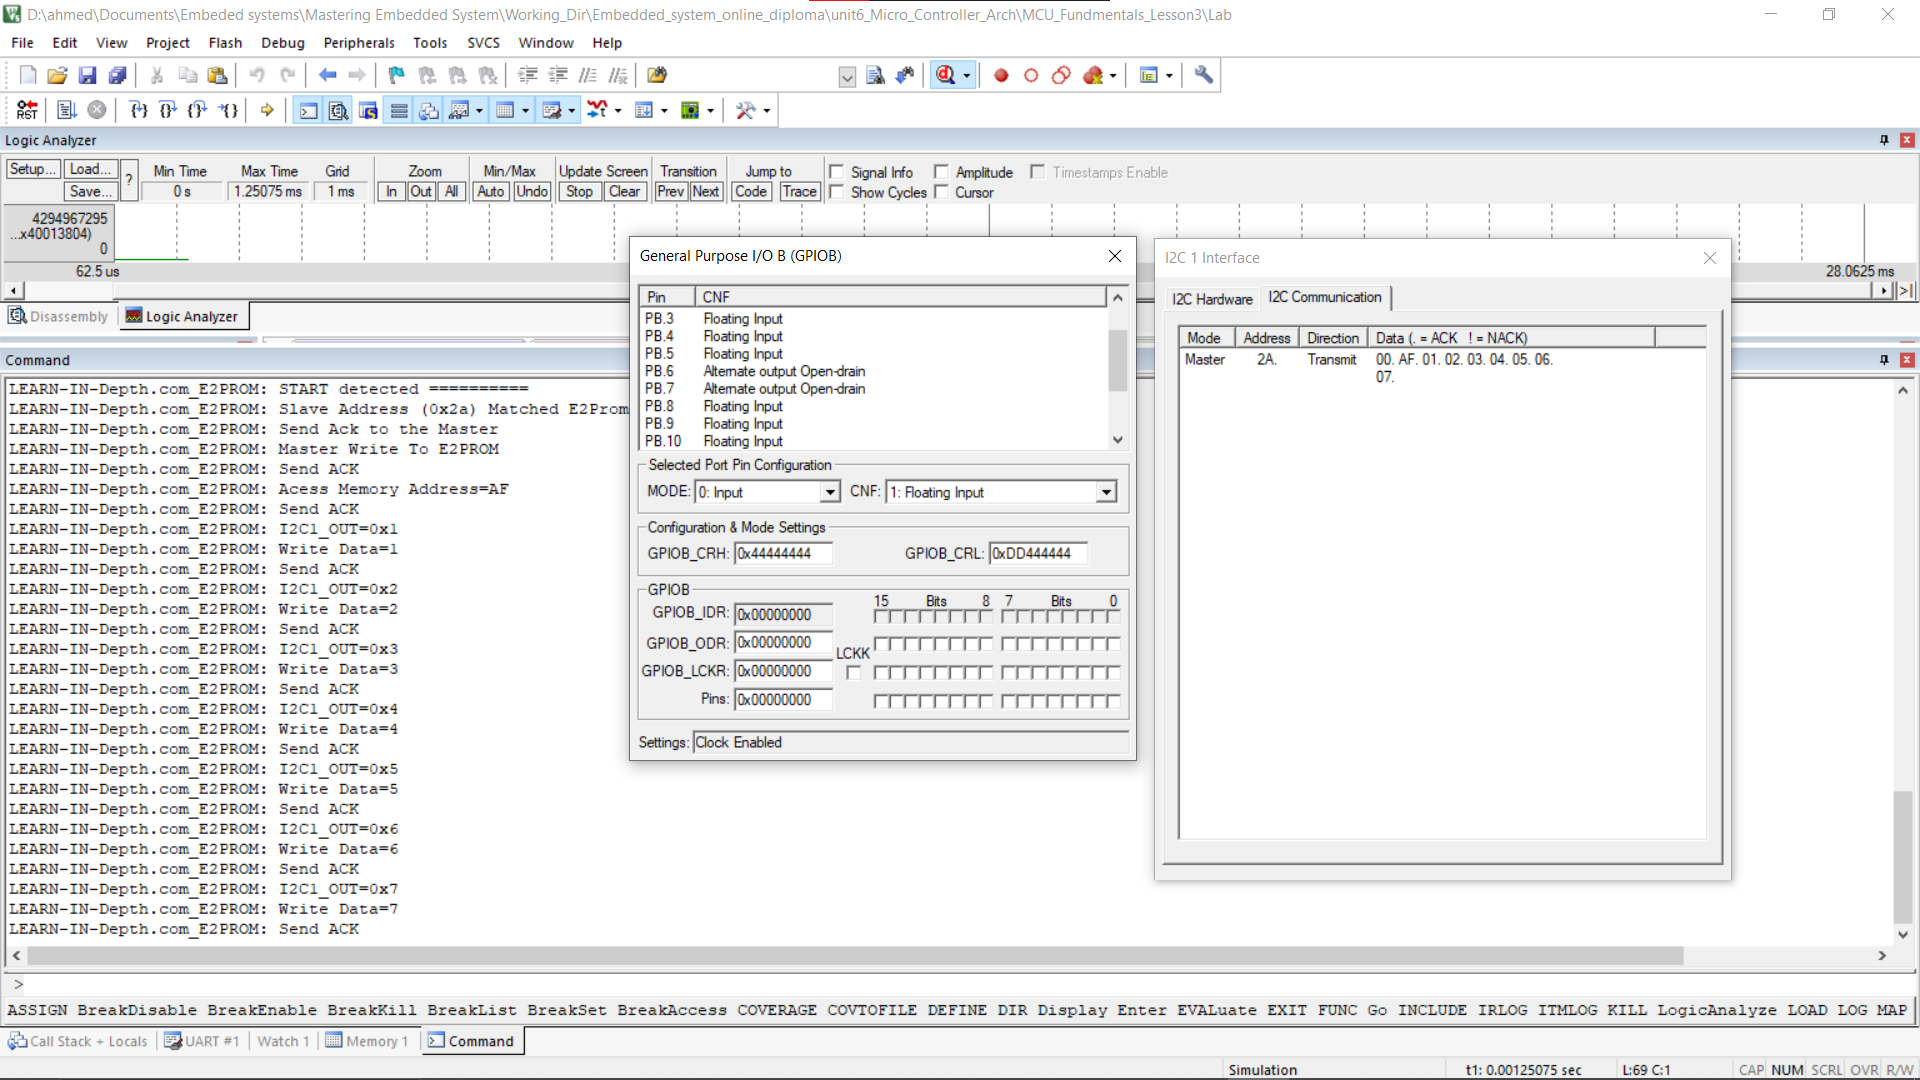 D:\ahmed\Documents\Embeded systems\Mastering Embedded System\Working_Dir\Embedded_system_online_diploma\unit6_Micro_Controller_Arch\MCU_Fundmentals_Lesson3\Lab
File Edit View Project Flash Debug Peripherals Tools SVCS Window Help
RST
Logic Analyzer
Setup... Load... Min Time Max Time Grid Zoom Min/Max Update Screen Transition Jump to Signal Info Amplitude Timestamps Enable
Save... ? 0 s 1.25075 ms 1 ms In Out All Auto Undo Stop Clear Prev Next Code Trace Show Cycles Cursor
4294967295
...x40013804)
0
62.5 us 28.0625 ms
Disassembly Logic Analyzer
Command
LEARN-IN-Depth.com_E2PROM: START detected ==========
LEARN-IN-Depth.com_E2PROM: Slave Address (0x2a) Matched E2Prom
LEARN-IN-Depth.com_E2PROM: Send Ack to the Master
LEARN-IN-Depth.com_E2PROM: Master Write To E2PROM
LEARN-IN-Depth.com_E2PROM: Send ACK
LEARN-IN-Depth.com_E2PROM: Acess Memory Address=AF
LEARN-IN-Depth.com_E2PROM: Send ACK
LEARN-IN-Depth.com_E2PROM: I2C1_OUT=0x1
LEARN-IN-Depth.com_E2PROM: Write Data=1
LEARN-IN-Depth.com_E2PROM: Send ACK
LEARN-IN-Depth.com_E2PROM: I2C1_OUT=0x2
LEARN-IN-Depth.com_E2PROM: Write Data=2
LEARN-IN-Depth.com_E2PROM: Send ACK
LEARN-IN-Depth.com_E2PROM: I2C1_OUT=0x3
LEARN-IN-Depth.com_E2PROM: Write Data=3
LEARN-IN-Depth.com_E2PROM: Send ACK
LEARN-IN-Depth.com_E2PROM: I2C1_OUT=0x4
LEARN-IN-Depth.com_E2PROM: Write Data=4
LEARN-IN-Depth.com_E2PROM: Send ACK
LEARN-IN-Depth.com_E2PROM: I2C1_OUT=0x5
LEARN-IN-Depth.com_E2PROM: Write Data=5
LEARN-IN-Depth.com_E2PROM: Send ACK
LEARN-IN-Depth.com_E2PROM: I2C1_OUT=0x6
LEARN-IN-Depth.com_E2PROM: Write Data=6
LEARN-IN-Depth.com_E2PROM: Send ACK
LEARN-IN-Depth.com_E2PROM: I2C1_OUT=0x7
LEARN-IN-Depth.com_E2PROM: Write Data=7
LEARN-IN-Depth.com_E2PROM: Send ACK
General Purpose I/O B (GPIOB)
Pin CNF
PB.3 Floating Input
PB.4 Floating Input
PB.5 Floating Input
PB.6 Alternate output Open-drain
PB.7 Alternate output Open-drain
PB.8 Floating Input
PB.9 Floating Input
PB.10 Floating Input
Selected Port Pin Configuration
MODE: 0: Input CNF: 1: Floating Input
Configuration & Mode Settings
GPIOB_CRH: 0x44444444 GPIOB_CRL: 0xDD444444
GPIOB
15 Bits 8 7 Bits 0
GPIOB_IDR: 0x00000000
GPIOB_ODR: 0x00000000
LCKK
GPIOB_LCKR: 0x00000000
Pins: 0x00000000
Settings: Clock Enabled
I2C 1 Interface
I2C Hardware I2C Communication
Mode Address Direction Data (. = ACK ! = NACK)
Master 2A. Transmit 00. AF. 01. 02. 03. 04. 05. 06.
07.
>
ASSIGN BreakDisable BreakEnable BreakKill BreakList BreakSet BreakAccess COVERAGE COVTOFILE DEFINE DIR Display Enter EVALuate EXIT FUNC Go INCLUDE IRLOG ITMLOG KILL LogicAnalyze LOAD LOG MAP
Call Stack + Locals UART #1 Watch 1 Memory 1 Command
Simulation t1: 0.00125075 sec L:69 C:1 CAP NUM SCRL OVR R/W